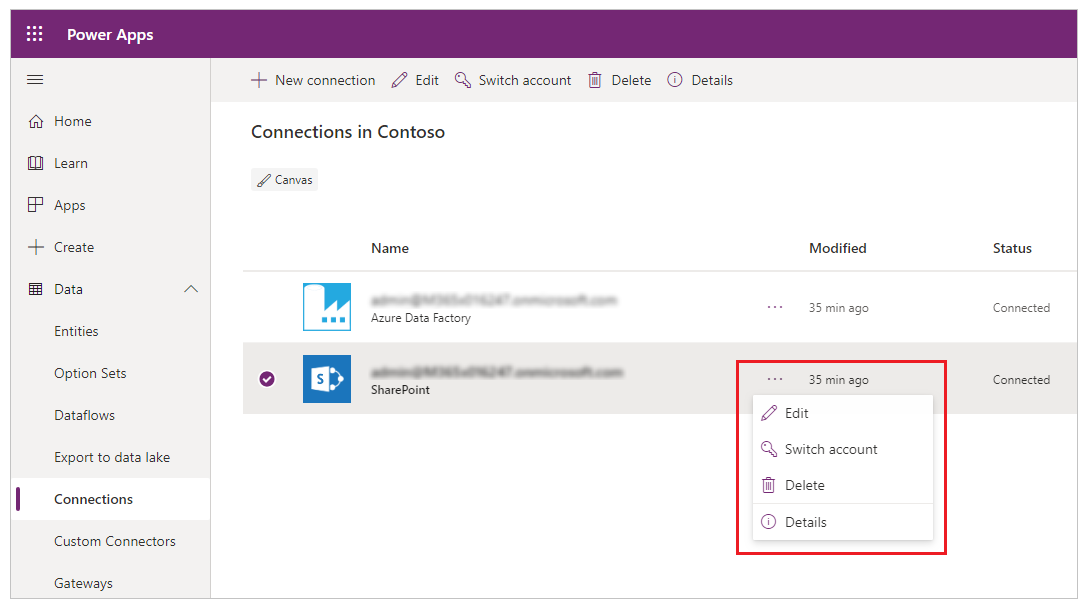 Power Apps
New connection Edit Switch account Delete Details
Home
Learn
Apps
Create
Data
Entities
Option Sets
Dataflows
Export to data lake
Connections
Custom Connectors
Gateways
Connections in Contoso
Canvas
Name Modified Status
Azure Data Factory
35 min ago Connected
S
SharePoint
35 min ago Connected
Edit
Switch account
Delete
Details